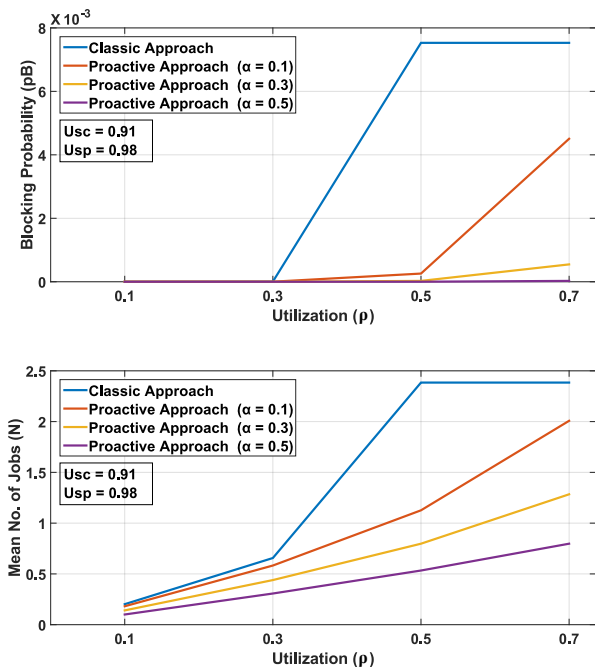 X 10-3
8
6
4
2
0
Blocking Probability (pB)
Classic Approach
Proactive Approach (α = 0.1)
Proactive Approach (α = 0.3)
Proactive Approach (α = 0.5)
Usc = 0.91
Usp = 0.98
0.1 0.3 0.5 0.7
Utilization (ρ)
2.5
2
1.5
1
0.5
0
Mean No. of Jobs (N)
Classic Approach
Proactive Approach (α = 0.1)
Proactive Approach (α = 0.3)
Proactive Approach (α = 0.5)
Usc = 0.91
Usp = 0.98
0.1 0.3 0.5 0.7
Utilization (ρ)